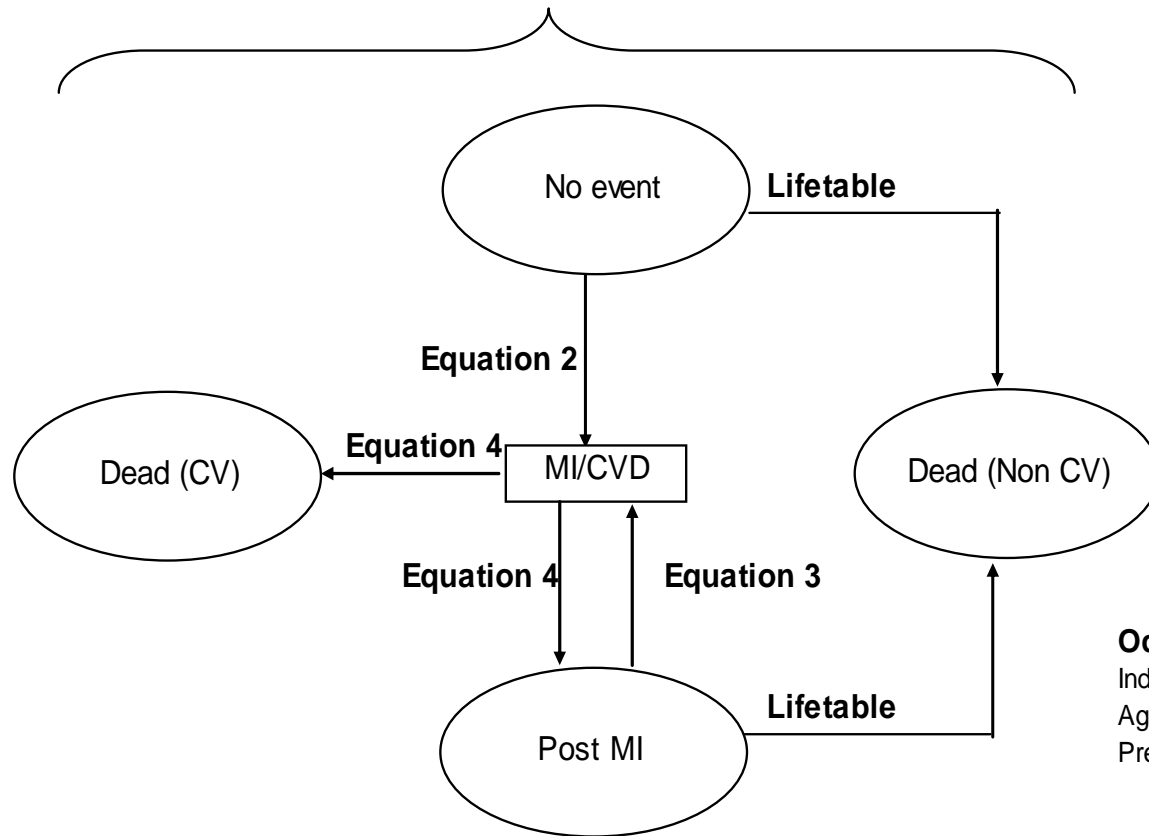 No event
Lifetable
Equation 2
Dead (CV)
Equation 4
MI/CVD
Dead (Non CV)
Equation 4
Equation 3
Post MI
Lifetable